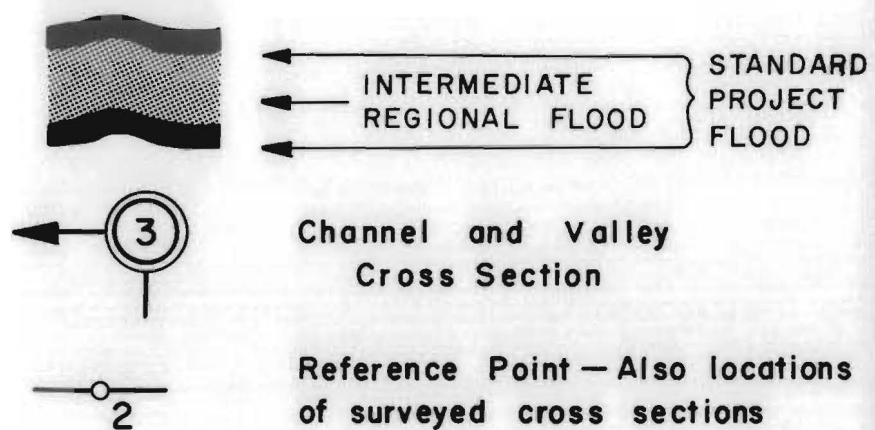 INTERMEDIATE
REGIONAL FLOOD
STANDARD
PROJECT
FLOOD
3
Channel and Valley
Cross Section
2
Reference Point — Also locations
of surveyed cross sections